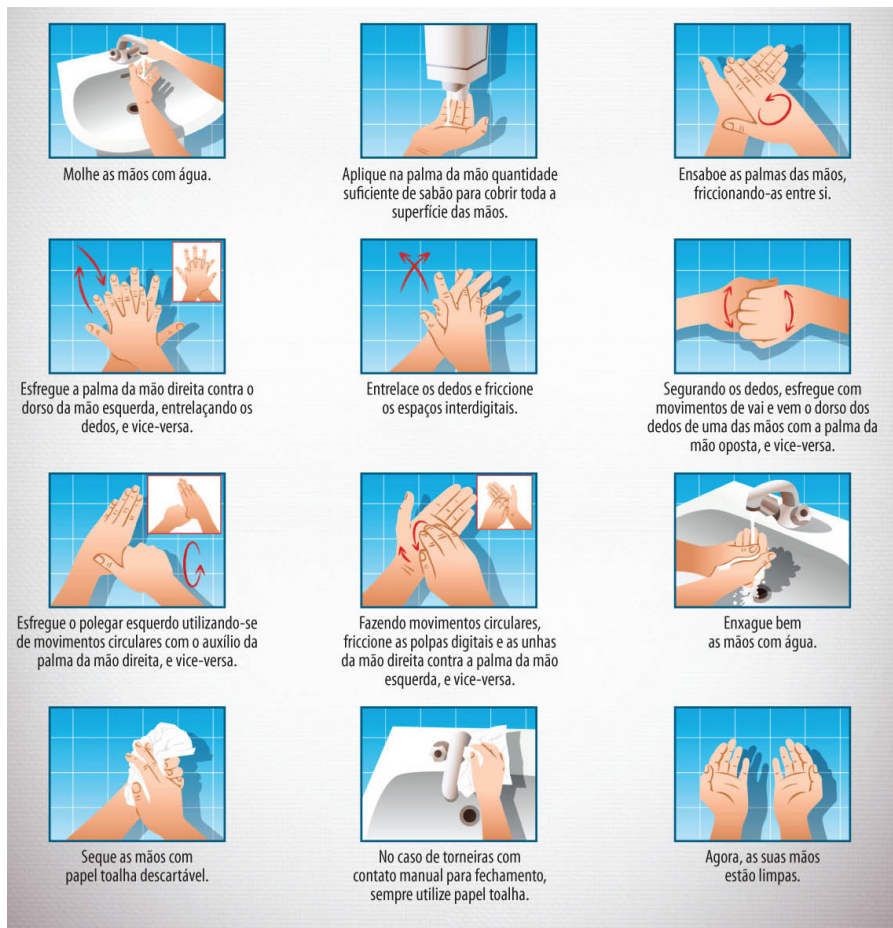 Molhe as mãos com água.
Aplique na palma da mão quantidade
suficiente de sabão para cobrir toda a
superfície das mãos.
Ensaboe as palmas das mãos,
friccionando-as entre si.
Esfregue a palma da mão direita contra o
dorso da mão esquerda, entrelaçando os
dedos, e vice-versa.
Entrelace os dedos e friccione
os espaços interdigitais.
Segurando os dedos, esfregue com
movimentos de vai e vem o dorso dos
dedos de uma das mãos com a palma da
mão oposta, e vice-versa.
Esfregue o polegar esquerdo utilizando-se
de movimentos circulares com o auxílio da
palma da mão direita, e vice-versa.
Fazendo movimentos circulares,
friccione as polpas digitais e as unhas
da mão direita contra a palma da mão
esquerda, e vice-versa.
Enxague bem
as mãos com água.
Seque as mãos com
papel toalha descartável.
No caso de torneiras com
contato manual para fechamento,
sempre utilize papel toalha.
Agora, as suas mãos
estão limpas.